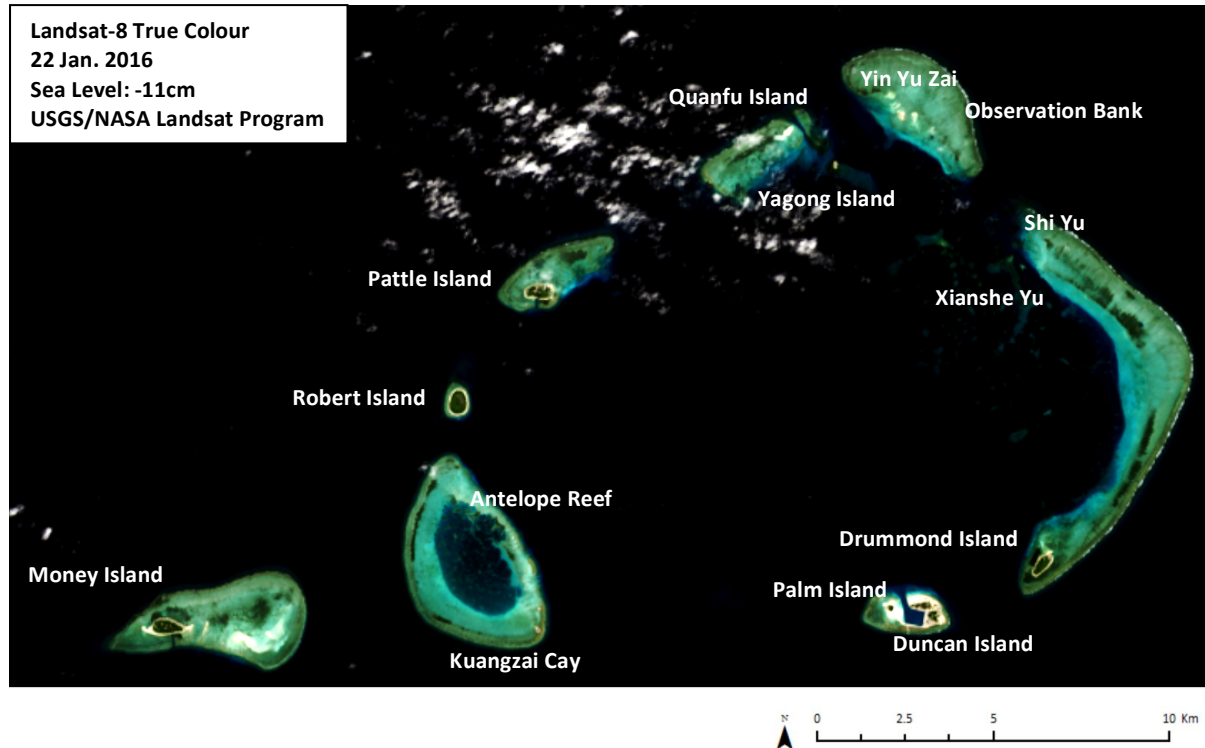 Landsat-8 True Colour
22 Jan. 2016
Sea Level: -11cm
USGS/NASA Landsat Program
Yin Yu Zai
Quanfu Island
Observation Bank
Yagong Island
Shi Yu
Pattle Island
Xianshe Yu
Robert Island
Antelope Reef
Drummond Island
Money Island
Palm Island
Duncan Island
Kuangzai Cay
N 0 2.5 5 10 Km